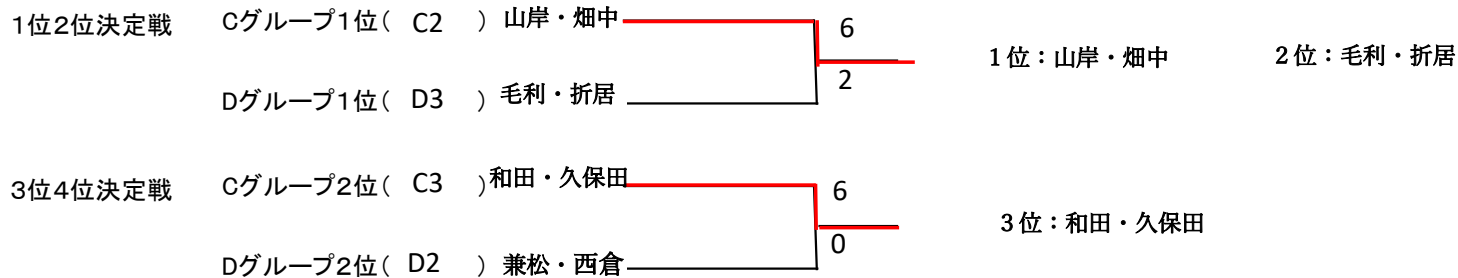 1位2位決定戦 Cグループ1位( C2 ) 山岸・畑中 6
1位：山岸・畑中 2位：毛利・折居
2
Dグループ1位( D3 ) 毛利・折居
3位4位決定戦 Cグループ2位( C3 ) 和田・久保田 6
3位：和田・久保田
0
Dグループ2位( D2 ) 兼松・西倉